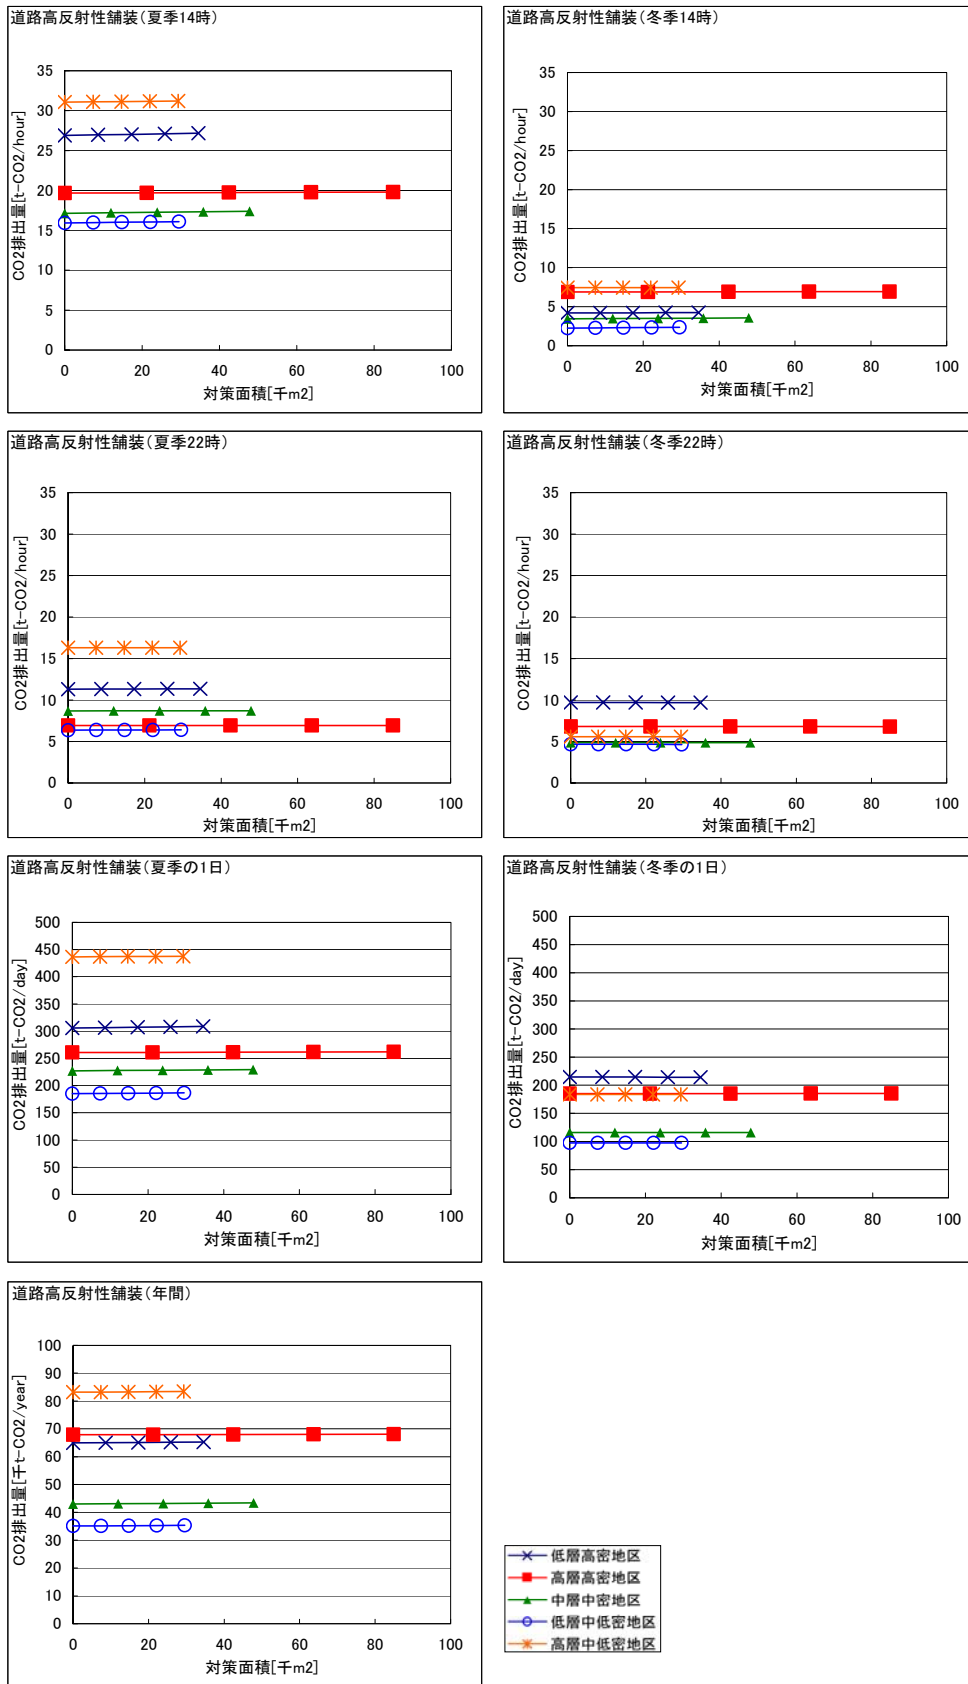 道路高反射性舗装(夏季14時)
35
30
25
20
15
10
5
0
0 20 40 60 80 100
CO2排出量[t-CO2/hour]
対策面積[千m2]
道路高反射性舗装(冬季14時)
35
30
25
20
15
10
5
0
0 20 40 60 80 100
CO2排出量[t-CO2/hour]
対策面積[千m2]
道路高反射性舗装(夏季22時)
35
30
25
20
15
10
5
0
0 20 40 60 80 100
CO2排出量[t-CO2/hour]
対策面積[千m2]
道路高反射性舗装(冬季22時)
35
30
25
20
15
10
5
0
0 20 40 60 80 100
CO2排出量[t-CO2/hour]
対策面積[千m2]
道路高反射性舗装(夏季の1日)
500
450
400
350
300
250
200
150
100
50
0
0 20 40 60 80 100
CO2排出量[t-CO2/day]
対策面積[千m2]
道路高反射性舗装(冬季の1日)
500
450
400
350
300
250
200
150
100
50
0
0 20 40 60 80 100
CO2排出量[t-CO2/day]
対策面積[千m2]
道路高反射性舗装(年間)
100
90
80
70
60
50
40
30
20
10
0
0 20 40 60 80 100
CO2排出量[千t-CO2/year]
対策面積[千m2]
低層高密地区
高層高密地区
中層中密地区
低層中低密地区
高層中低密地区